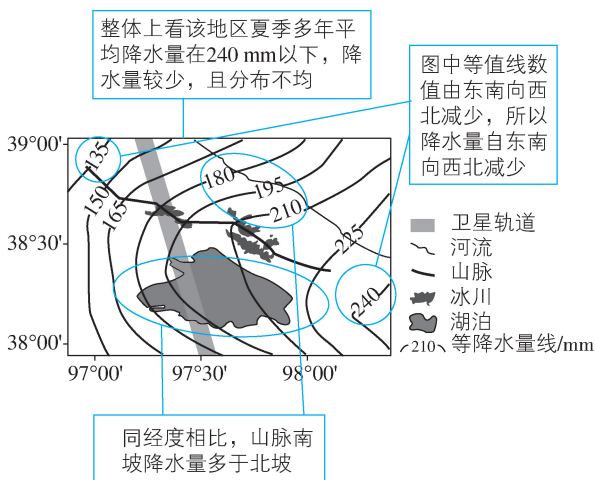 整体上看该地区夏季多年平
均降水量在240 mm以下，降
水量较少，且分布不均
图中等值线数
值由东南向西
北减少，所以
降水量自东南
向西北减少
39°00'
38°30'
38°00'
135
150
165
180
195
210
225
240
97°00'
97°30'
98°00'
卫星轨道
河流
山脉
冰川
湖泊
210 等降水量线/mm
同经度相比，山脉南
坡降水量多于北坡